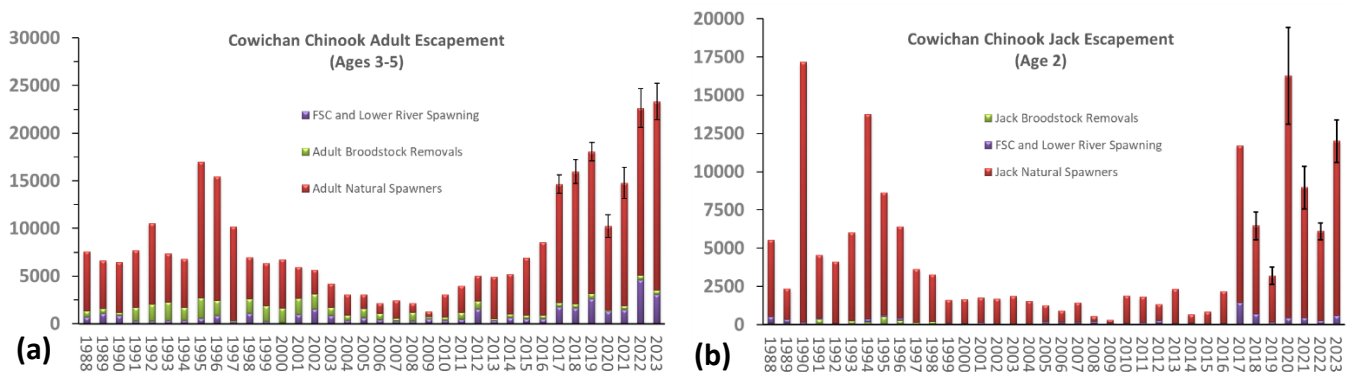 Cowichan Chinook Adult Escapement
(Ages 3-5)
30000
25000
20000
15000
10000
5000
0
FSC and Lower River Spawning
Adult Broodstock Removals
Adult Natural Spawners
1988 1989 1990 1991 1992 1993 1994 1995 1996 1997 1998 1999 2000 2001 2002 2003 2004 2005 2006 2007 2008 2009 2010 2011 2012 2013 2014 2015 2016 2017 2018 2019 2020 2021 2022 2023
(a)
Cowichan Chinook Jack Escapement
(Age 2)
20000
17500
15000
12500
10000
7500
5000
2500
0
Jack Broodstock Removals
FSC and Lower River Spawning
Jack Natural Spawners
1988 1989 1990 1991 1992 1993 1994 1995 1996 1997 1998 1999 2000 2001 2002 2003 2004 2005 2006 2007 2008 2009 2010 2011 2012 2013 2014 2015 2016 2017 2018 2019 2020 2021 2022 2023
(b)